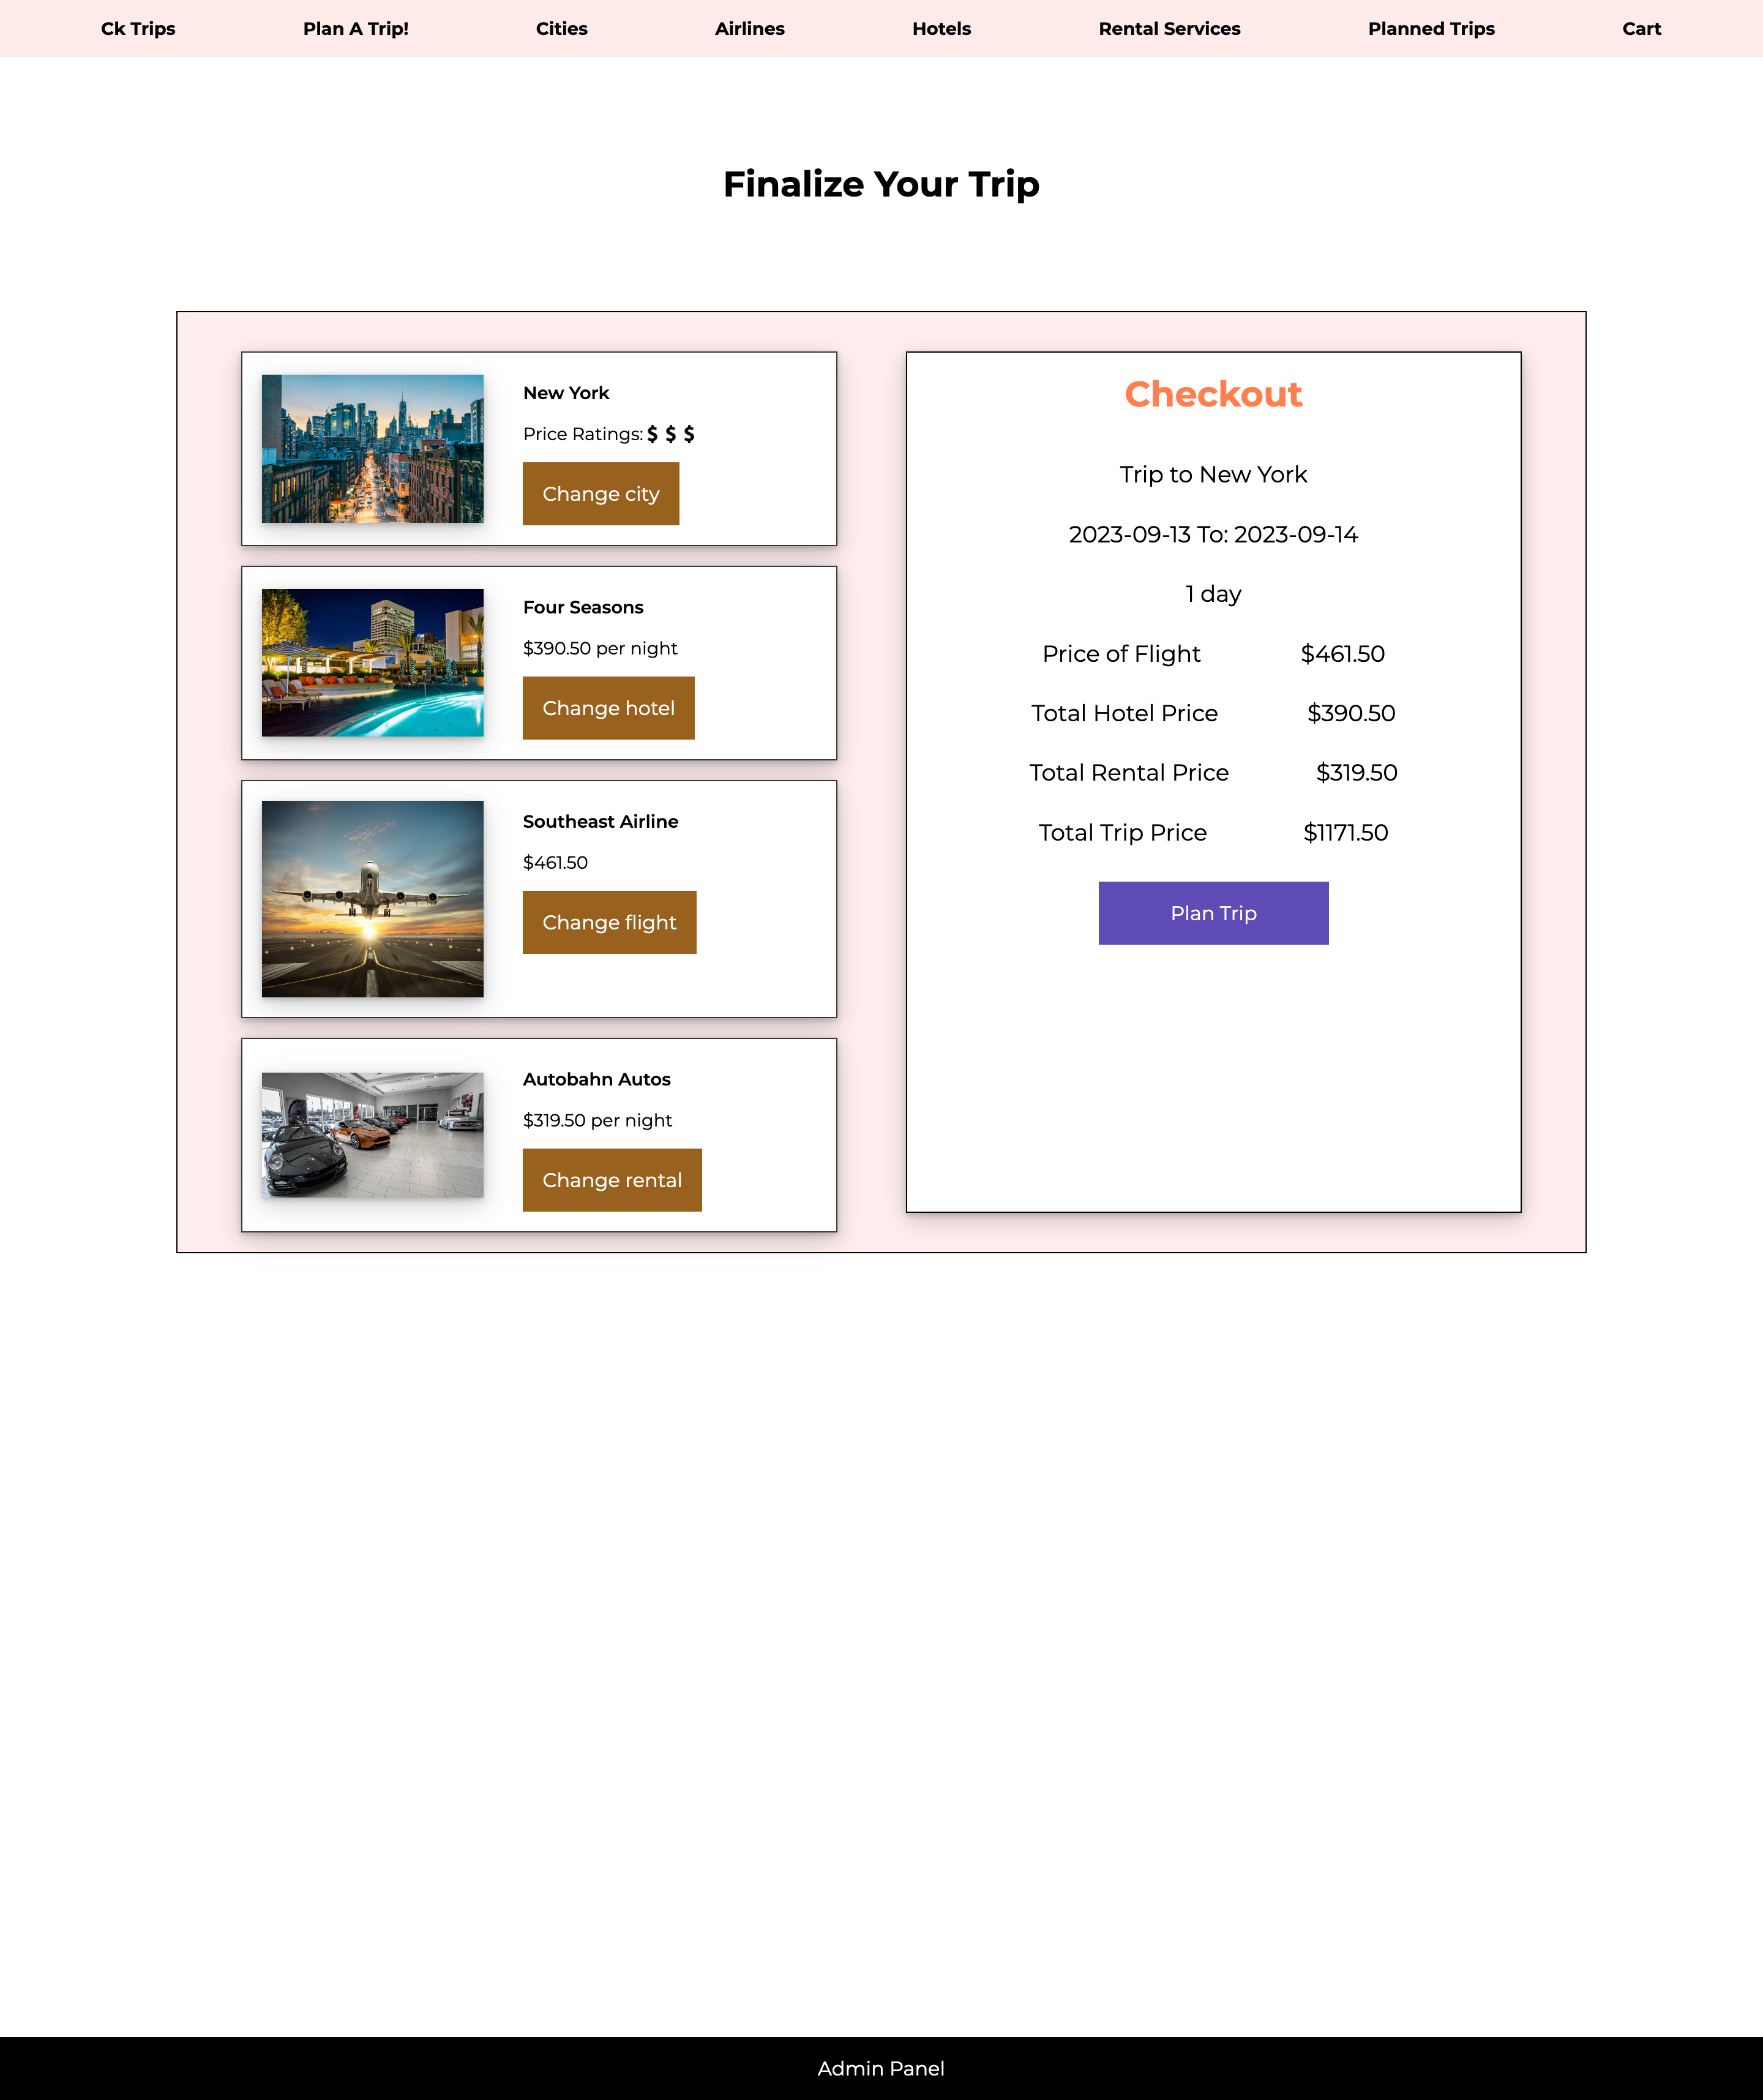 Ck Trips Plan A Trip! Cities Airlines Hotels Rental Services Planned Trips Cart
Finalize Your Trip
New York
Price Ratings: $ $ $
Change city
Four Seasons
$390.50 per night
Change hotel
Southeast Airline
$461.50
Change flight
Autobahn Autos
$319.50 per night
Change rental
Checkout
Trip to New York
2023-09-13 To: 2023-09-14
1 day
Price of Flight $461.50
Total Hotel Price $390.50
Total Rental Price $319.50
Total Trip Price $1171.50
Plan Trip
Admin Panel